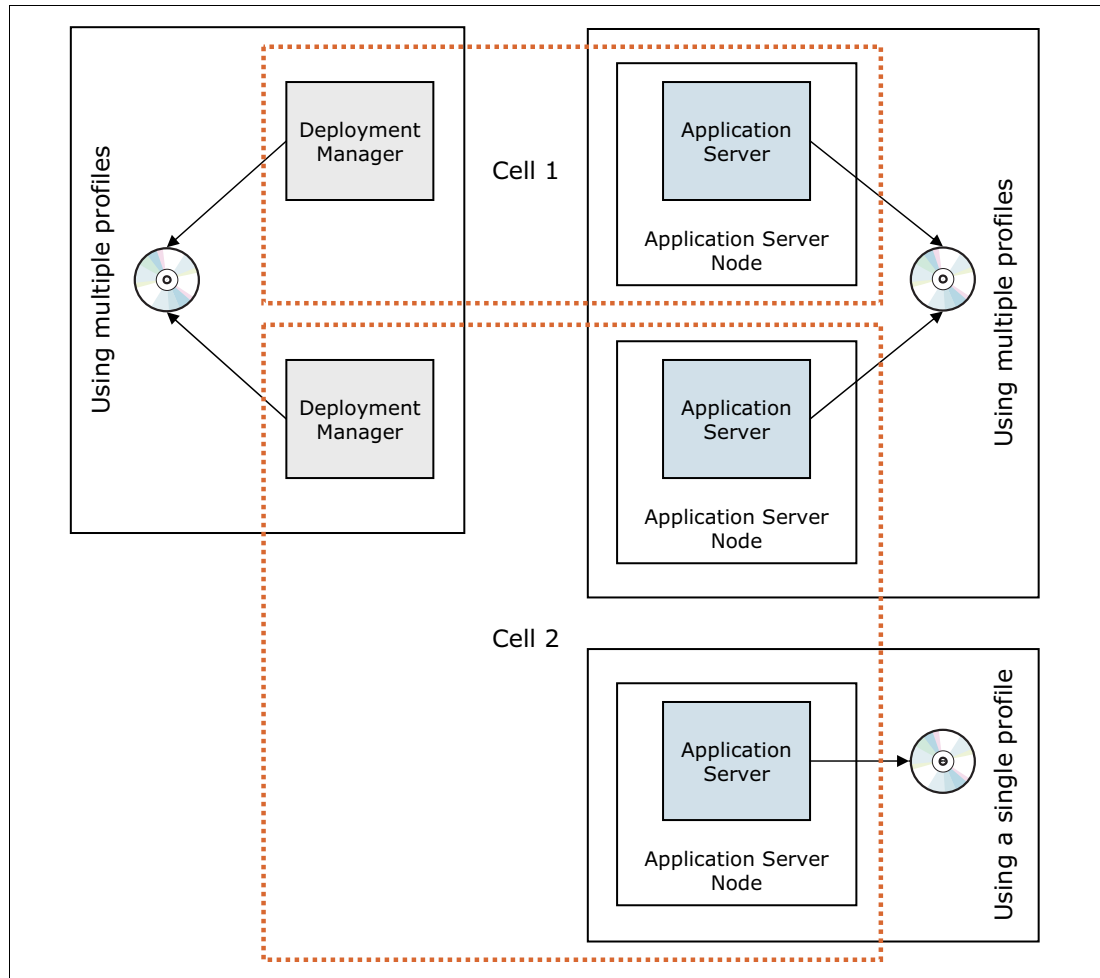 Using multiple profiles
Deployment
Manager
Cell 1
Application
Server
Application Server
Node
Using multiple profiles
Deployment
Manager
Application
Server
Application Server
Node
Cell 2
Application
Server
Application Server
Node
Using a single profile